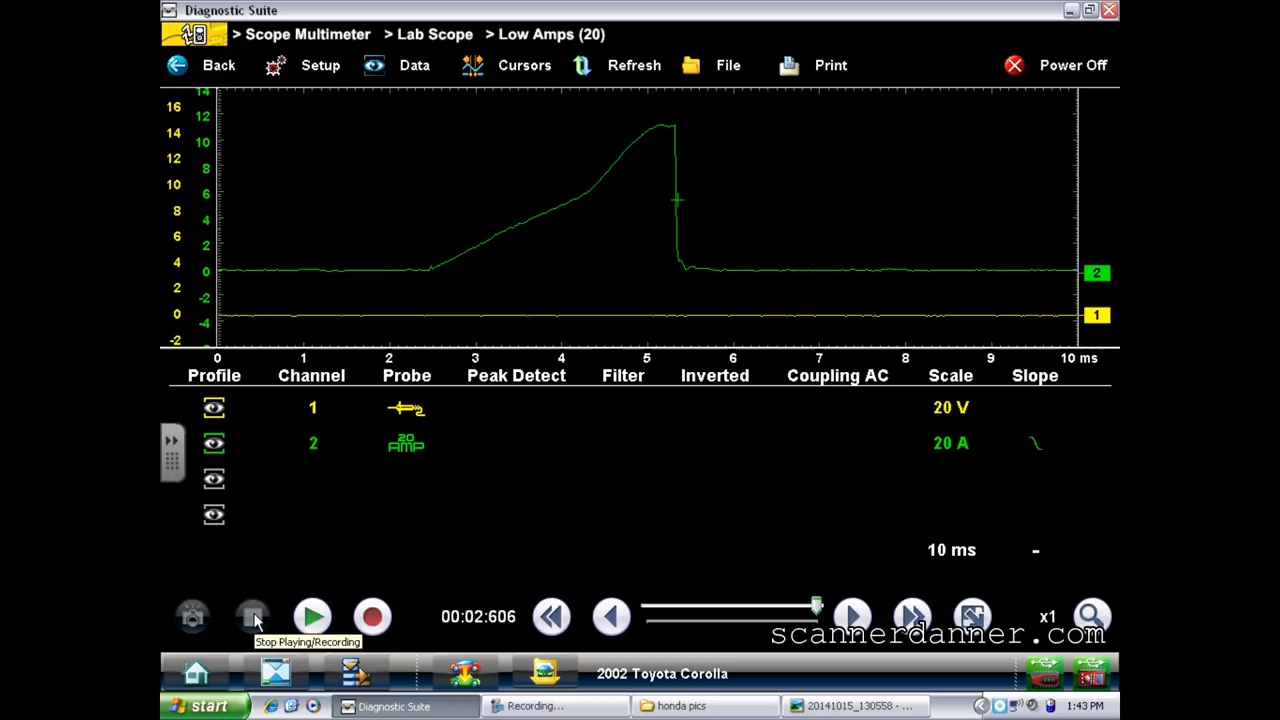 Diagnostic Suite
> Scope Multimeter > Lab Scope > Low Amps (20)
Back Setup Data Cursors Refresh File Print Power Off
14
16
12
14
10
12
8
10
6
8
4
6
2
4
0
2
-2
0
-4
-2
2
1
0 1 2 3 4 5 6 7 8 9 10 ms
Profile Channel Probe Peak Detect Filter Inverted Coupling AC Scale Slope
1 20 V
2 20 AMP 20 A
10 ms -
00:02:606 x1
Stop Playing/Recording
scannerdanner.com
2002 Toyota Corolla
start Diagnostic Suite Recording... honda pics 20141015_130558 - ... 1:43 PM